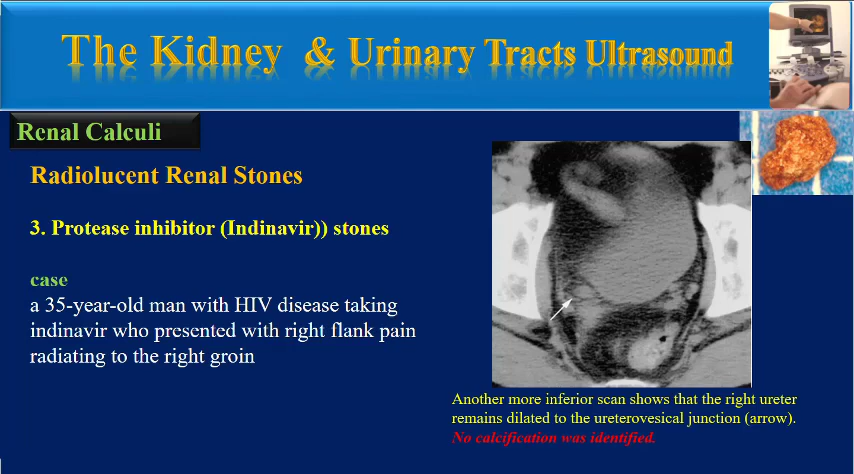 The Kidney & Urinary Tracts Ultrasound
Renal Calculi
Radiolucent Renal Stones
3. Protease inhibitor (Indinavir)) stones
case
a 35-year-old man with HIV disease taking
indinavir who presented with right flank pain
radiating to the right groin
Another more inferior scan shows that the right ureter
remains dilated to the ureterovesical junction (arrow).
No calcification was identified.